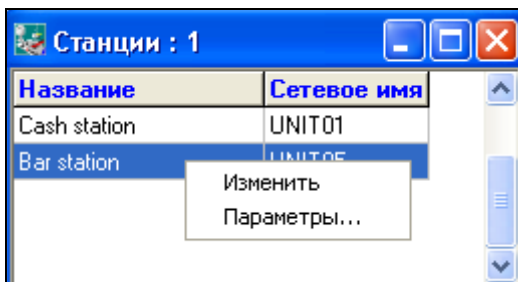 Станции : 1
Название Сетевое имя
Cash station UNIT01
Bar station
Изменить
Параметры...